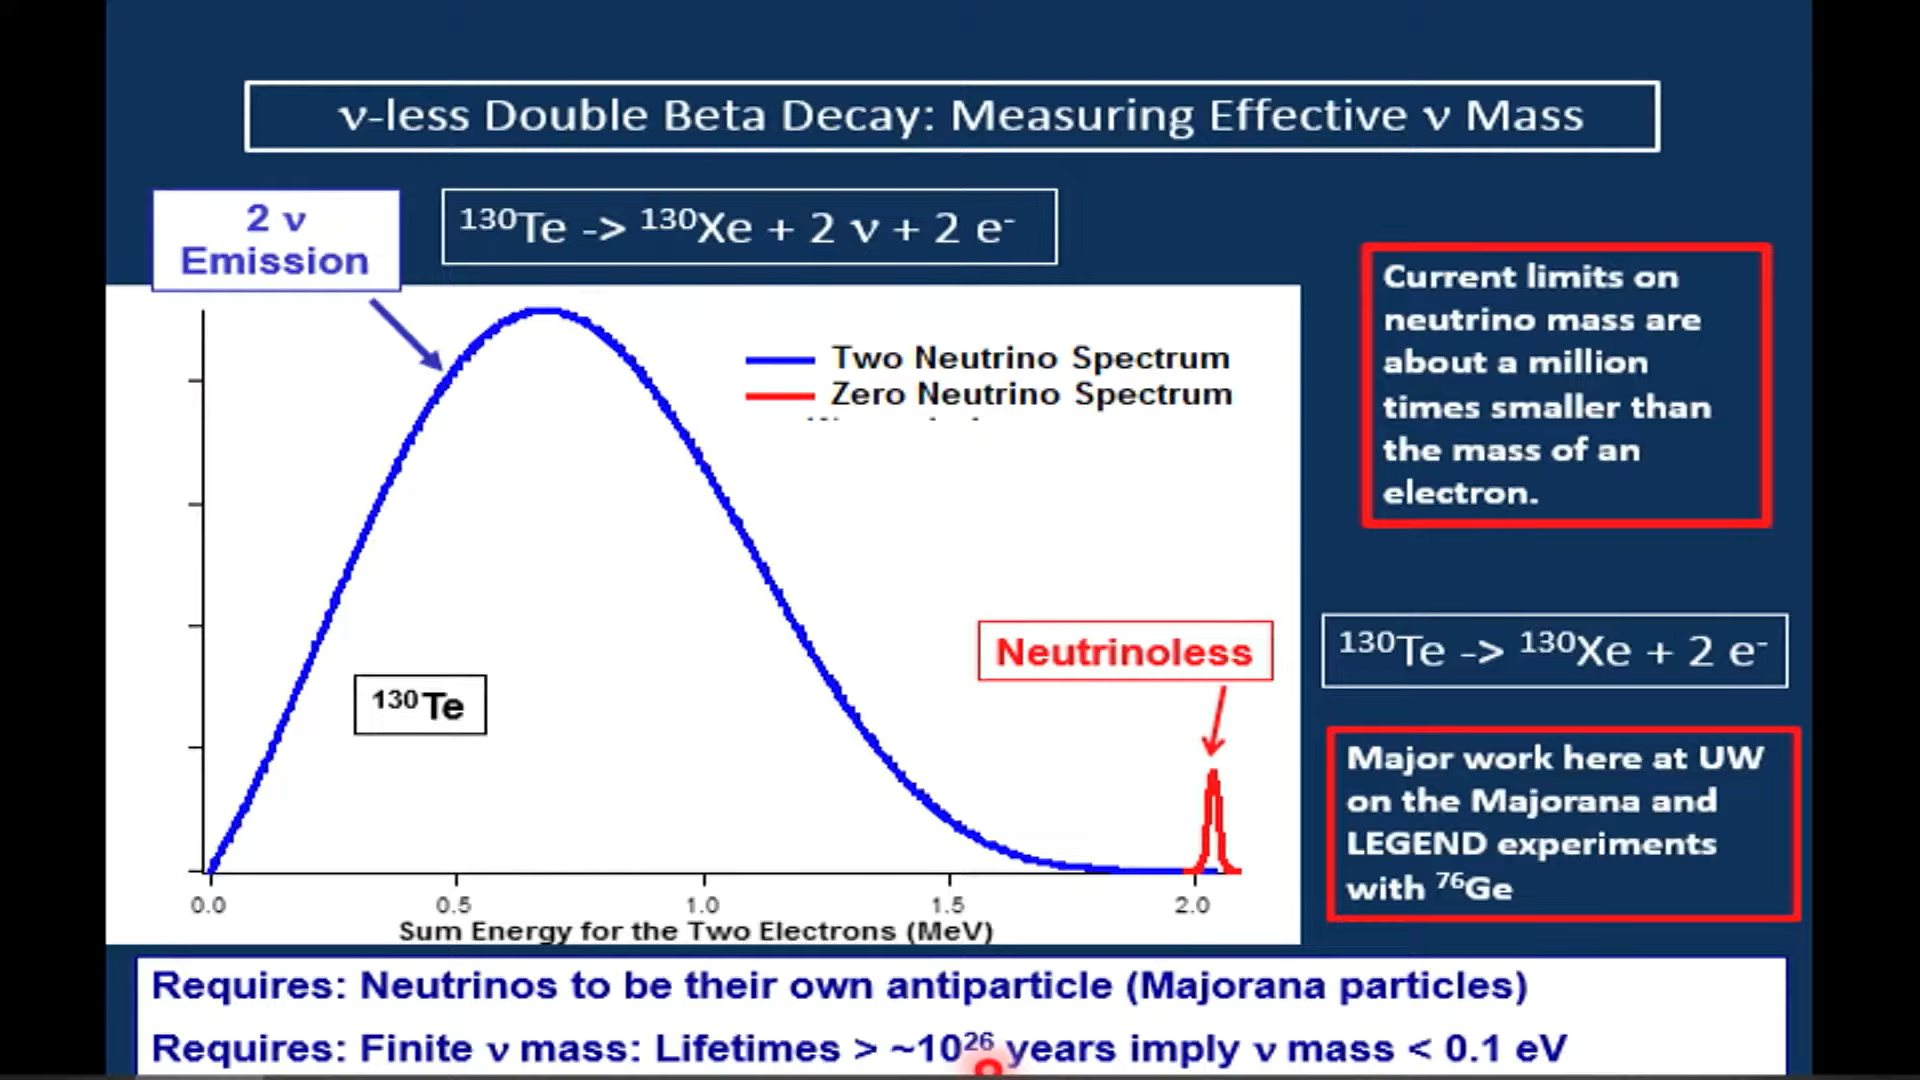 ν-less Double Beta Decay: Measuring Effective ν Mass
2 ν
Emission
¹³⁰Te -> ¹³⁰Xe + 2 ν + 2 e⁻
Two Neutrino Spectrum
Zero Neutrino Spectrum
Current limits on
neutrino mass are
about a million
times smaller than
the mass of an
electron.
Neutrinoless
¹³⁰Te -> ¹³⁰Xe + 2 e⁻
¹³⁰Te
Major work here at UW
on the Majorana and
LEGEND experiments
with ⁷⁶Ge
0.0 0.5 1.0 1.5 2.0
Sum Energy for the Two Electrons (MeV)
Requires: Neutrinos to be their own antiparticle (Majorana particles)
Requires: Finite ν mass: Lifetimes > ~10²⁶ years imply ν mass < 0.1 eV